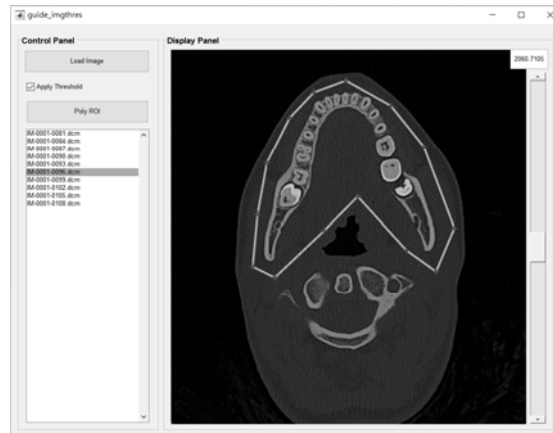 guide_imgthres
Control Panel
Load Image
Apply Threshold
Poly ROI
IM-0001-0081.dcm
IM-0001-0084.dcm
IM-0001-0087.dcm
IM-0001-0090.dcm
IM-0001-0093.dcm
IM-0001-0096.dcm
IM-0001-0099.dcm
IM-0001-0102.dcm
IM-0001-0105.dcm
IM-0001-0108.dcm
Display Panel
2060.7105